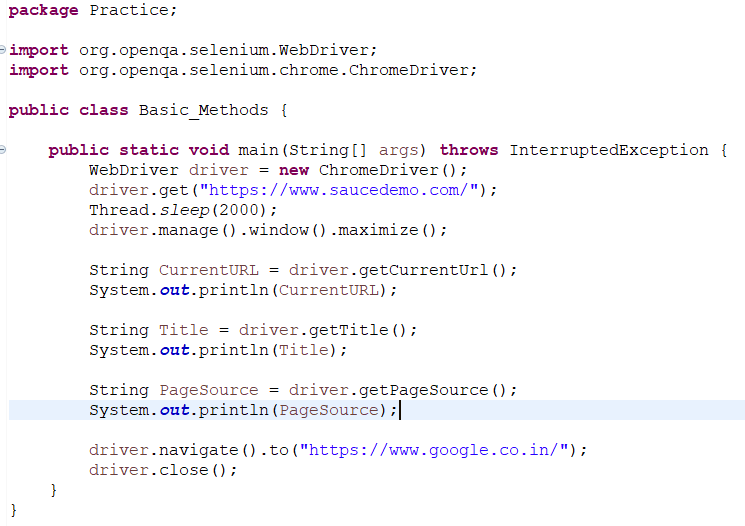 package Practice;
import org.openqa.selenium.WebDriver;
import org.openqa.selenium.chrome.ChromeDriver;
public class Basic_Methods {
public static void main(String[] args) throws InterruptedException {
WebDriver driver = new ChromeDriver();
driver.get("https://www.saucedemo.com/");
Thread.sleep(2000);
driver.manage().window().maximize();
String CurrentURL = driver.getCurrentUrl();
System.out.println(CurrentURL);
String Title = driver.getTitle();
System.out.println(Title);
String PageSource = driver.getPageSource();
System.out.println(PageSource);
driver.navigate().to("https://www.google.co.in/");
driver.close();
}
}